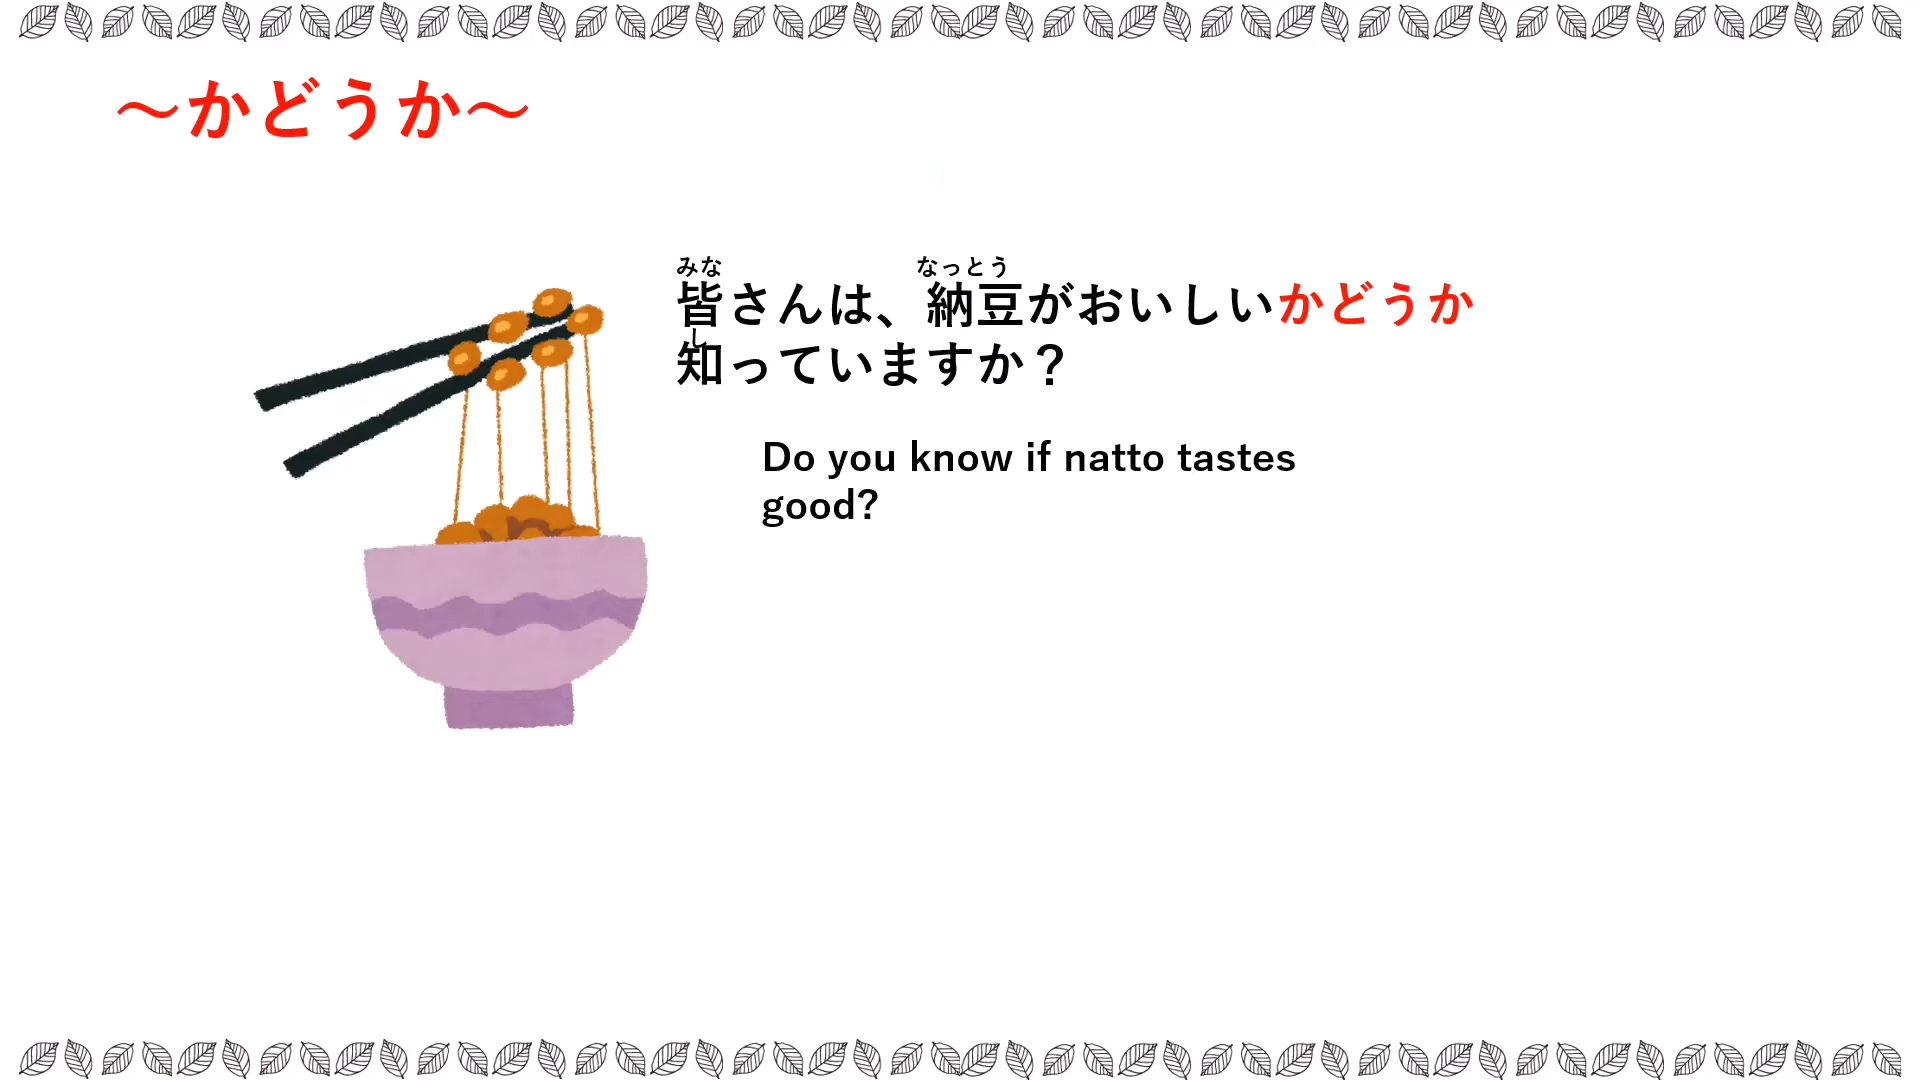 〜かどうか〜
みな なっとう
皆さんは、納豆がおいしいかどうか
し
知っていますか？
Do you know if natto tastes
good?